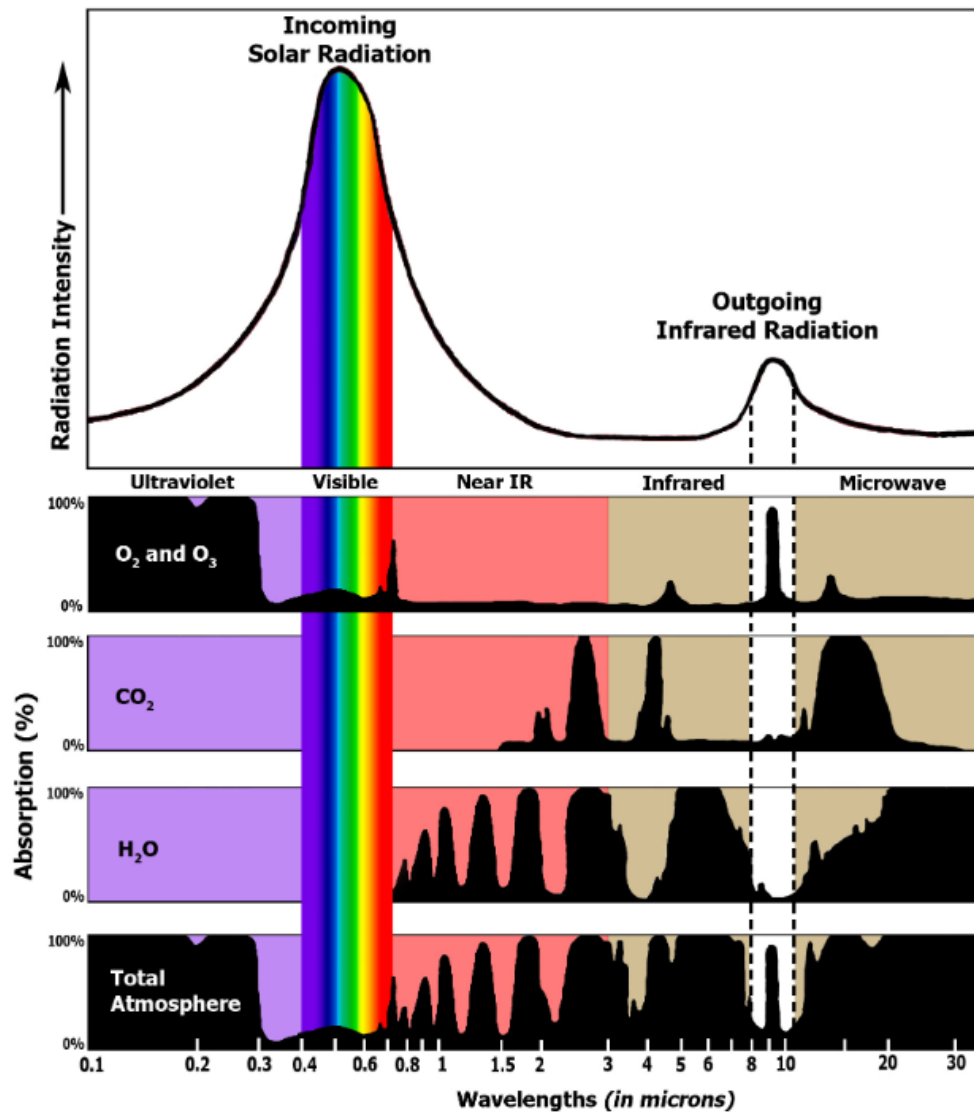 Incoming
Solar Radiation
Radiation Intensity
Outgoing
Infrared Radiation
Ultraviolet Visible Near IR Infrared Microwave
100%
O₂ and O₃
0%
100%
CO₂
0%
Absorption (%)
100%
H₂O
0%
100%
Total
Atmosphere
0%
0.1 0.2 0.3 0.4 0.5 0.6 0.8 1 1.5 2 3 4 5 6 7 8 10 20 30
Wavelengths (in microns)